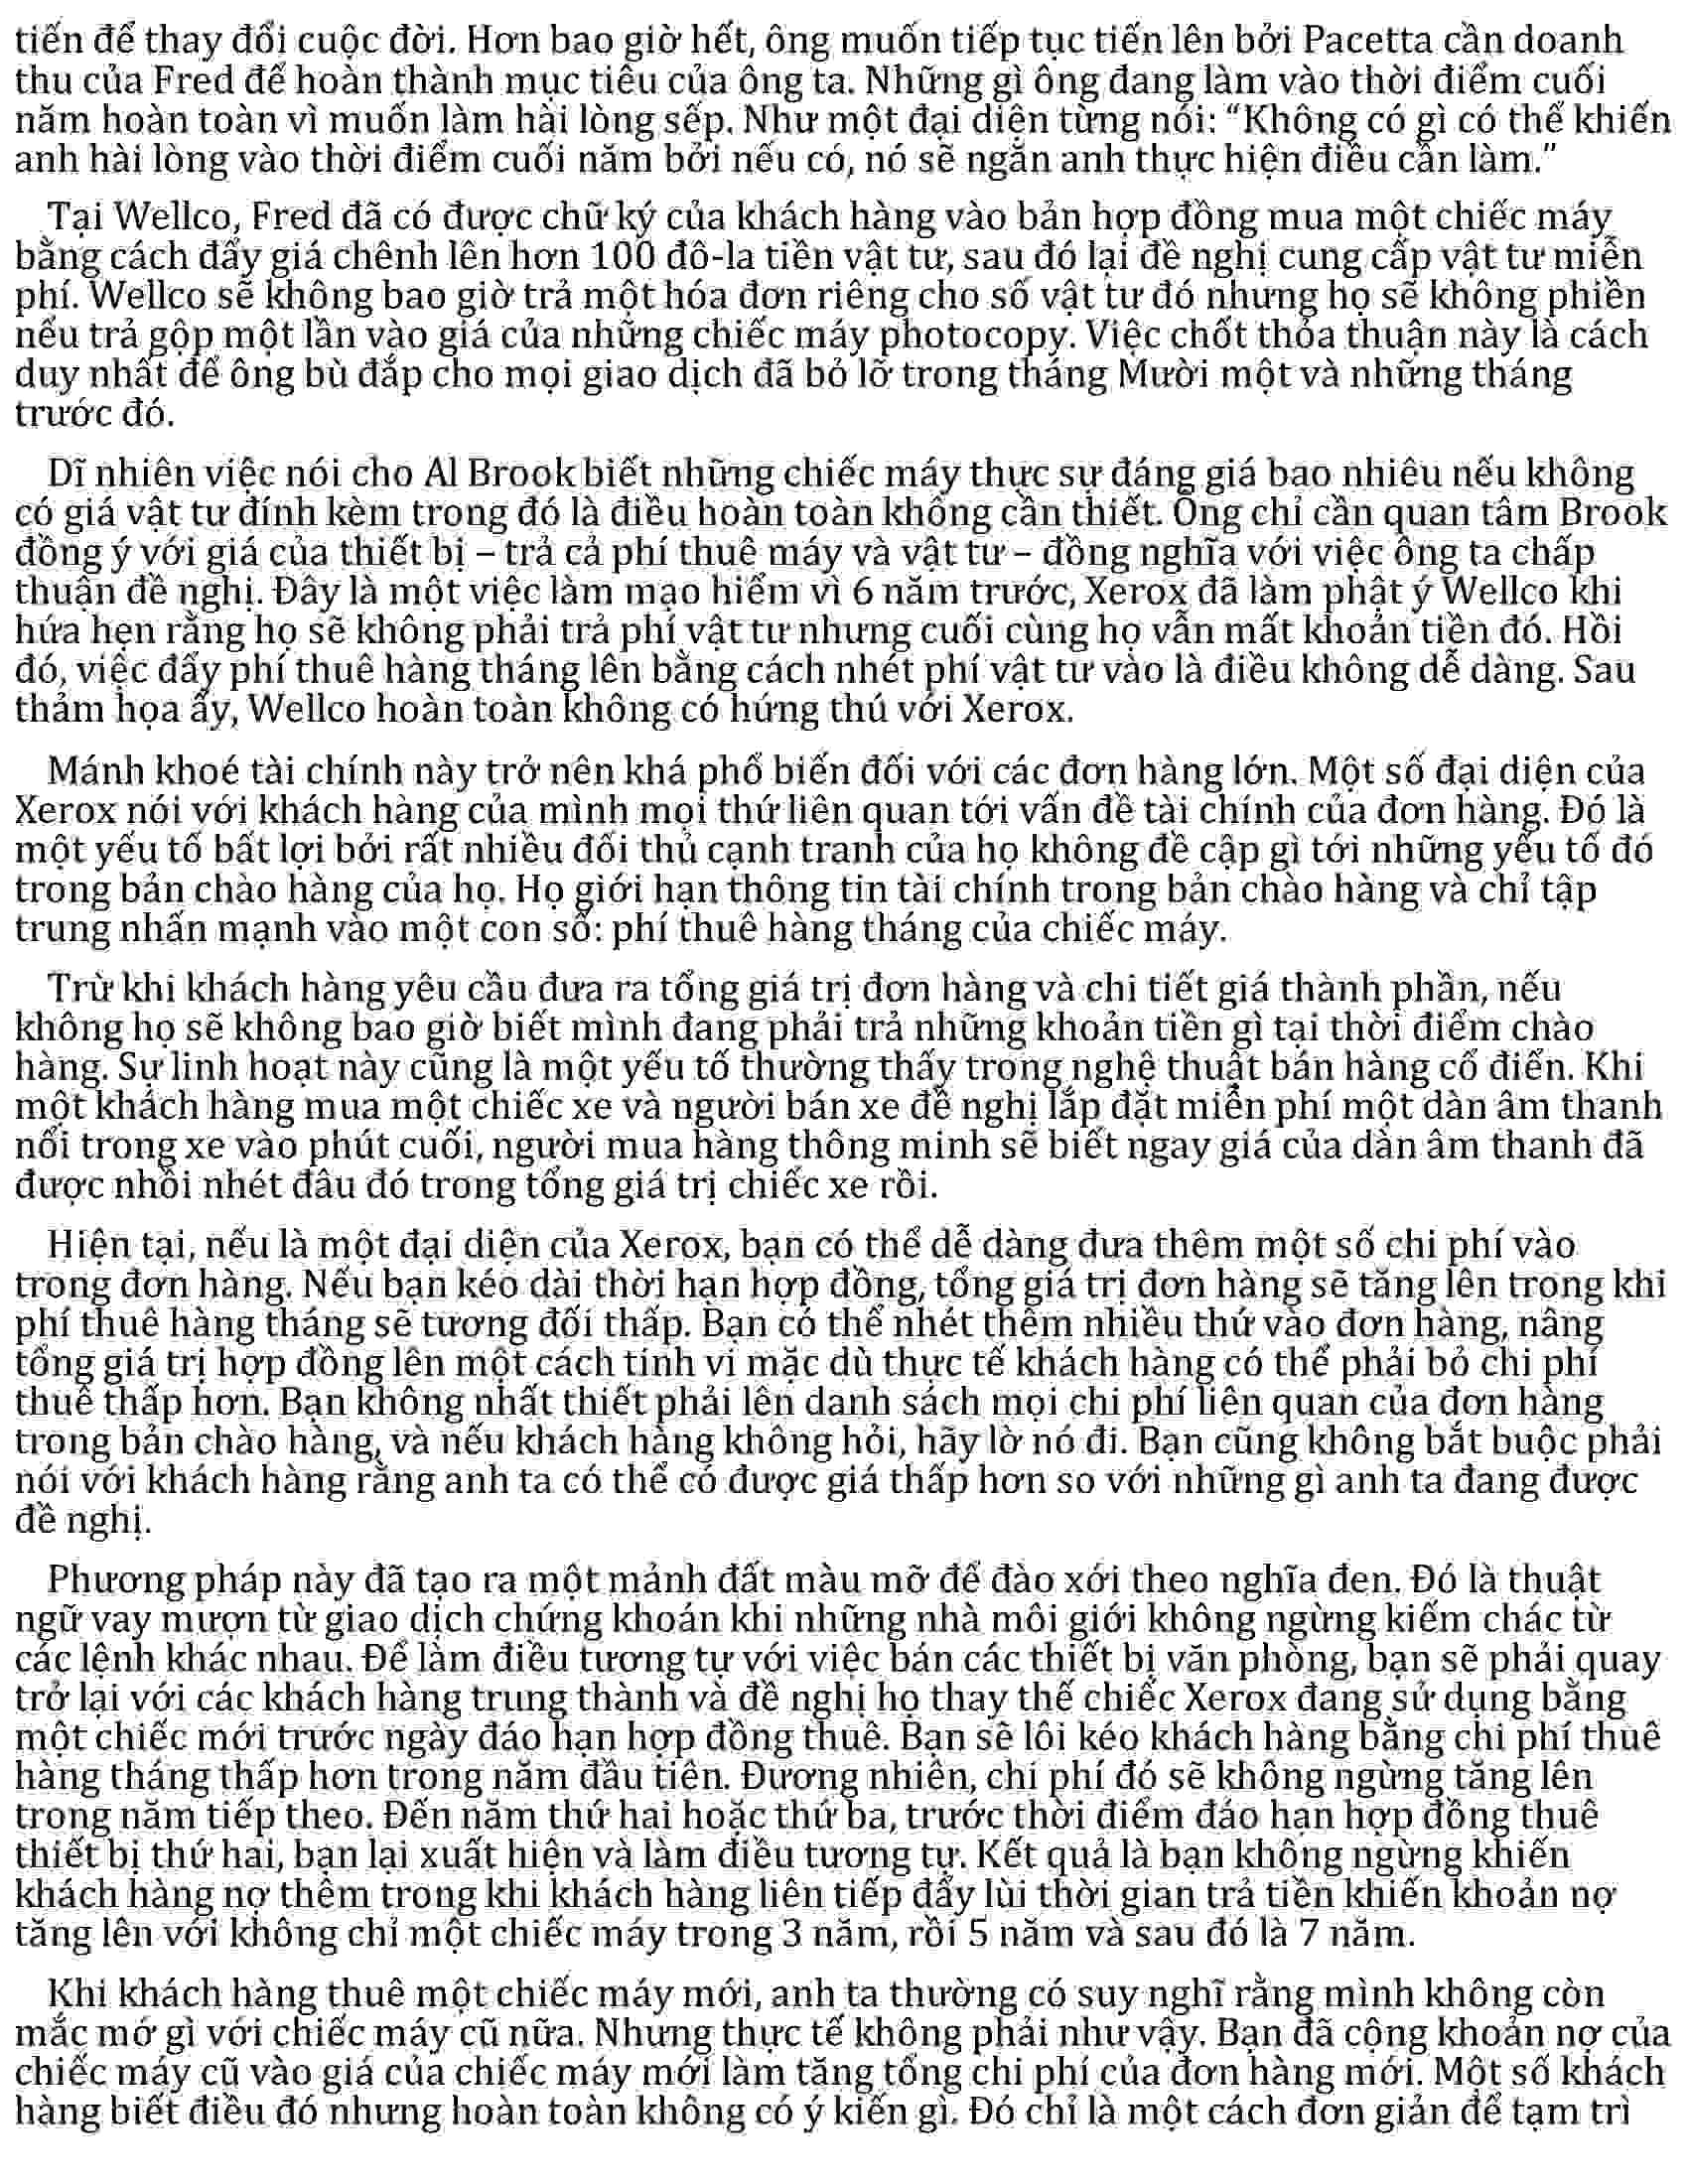 tiến để thay đổi cuộc đời. Hơn bao giờ hết, ông muốn tiếp tục tiến lên bởi Pacetta cần doanh
thu của Fred để hoàn thành mục tiêu của ông ta. Những gì ông đang làm vào thời điểm cuối
năm hoàn toàn vì muốn làm hài lòng sếp. Như một đại diện từng nói: “Không có gì có thể khiến
anh hài lòng vào thời điểm cuối năm bởi nếu có, nó sẽ ngăn anh thực hiện điều cần làm.”
Tại Wellco, Fred đã có được chữ ký của khách hàng vào bản hợp đồng mua một chiếc máy
bằng cách đẩy giá chênh lên hơn 100 đô-la tiền vật tư, sau đó lại đề nghị cung cấp vật tư miễn
phí. Wellco sẽ không bao giờ trả một hóa đơn riêng cho số vật tư đó nhưng họ sẽ không phiền
nếu trả gộp một lần vào giá của những chiếc máy photocopy. Việc chốt thỏa thuận này là cách
duy nhất để ông bù đắp cho mọi giao dịch đã bỏ lỡ trong tháng Mười một và những tháng
trước đó.
Dĩ nhiên việc nói cho Al Brook biết những chiếc máy thực sự đáng giá bao nhiêu nếu không
có giá vật tư đính kèm trong đó là điều hoàn toàn không cần thiết. Ông chỉ cần quan tâm Brook
đồng ý với giá của thiết bị – trả cả phí thuê máy và vật tư – đồng nghĩa với việc ông ta chấp
thuận đề nghị. Đây là một việc làm mạo hiểm vì 6 năm trước, Xerox đã làm phật ý Wellco khi
hứa hẹn rằng họ sẽ không phải trả phí vật tư nhưng cuối cùng họ vẫn mất khoản tiền đó. Hồi
đó, việc đẩy phí thuê hàng tháng lên bằng cách nhét phí vật tư vào là điều không dễ dàng. Sau
thảm họa ấy, Wellco hoàn toàn không có hứng thú với Xerox.
Mánh khoé tài chính này trở nên khá phổ biến đối với các đơn hàng lớn. Một số đại diện của
Xerox nói với khách hàng của mình mọi thứ liên quan tới vấn đề tài chính của đơn hàng. Đó là
một yếu tố bất lợi bởi rất nhiều đối thủ cạnh tranh của họ không đề cập gì tới những yếu tố đó
trong bản chào hàng của họ. Họ giới hạn thông tin tài chính trong bản chào hàng và chỉ tập
trung nhấn mạnh vào một con số: phí thuê hàng tháng của chiếc máy.
Trừ khi khách hàng yêu cầu đưa ra tổng giá trị đơn hàng và chi tiết giá thành phần, nếu
không họ sẽ không bao giờ biết mình đang phải trả những khoản tiền gì tại thời điểm chào
hàng. Sự linh hoạt này cũng là một yếu tố thường thấy trong nghệ thuật bán hàng cổ điển. Khi
một khách hàng mua một chiếc xe và người bán xe đề nghị lắp đặt miễn phí một dàn âm thanh
nổi trong xe vào phút cuối, người mua hàng thông minh sẽ biết ngay giá của dàn âm thanh đã
được nhồi nhét đâu đó trong tổng giá trị chiếc xe rồi.
Hiện tại, nếu là một đại diện của Xerox, bạn có thể dễ dàng đưa thêm một số chi phí vào
trong đơn hàng. Nếu bạn kéo dài thời hạn hợp đồng, tổng giá trị đơn hàng sẽ tăng lên trong khi
phí thuê hàng tháng sẽ tương đối thấp. Bạn có thể nhét thêm nhiều thứ vào đơn hàng, nâng
tổng giá trị hợp đồng lên một cách tinh vi mặc dù thực tế khách hàng có thể phải bỏ chi phí
thuê thấp hơn. Bạn không nhất thiết phải lên danh sách mọi chi phí liên quan của đơn hàng
trong bản chào hàng, và nếu khách hàng không hỏi, hãy lờ nó đi. Bạn cũng không bắt buộc phải
nói với khách hàng rằng anh ta có thể có được giá thấp hơn so với những gì anh ta đang được
đề nghị.
Phương pháp này đã tạo ra một mảnh đất màu mỡ để đào xới theo nghĩa đen. Đó là thuật
ngữ vay mượn từ giao dịch chứng khoán khi những nhà môi giới không ngừng kiếm chác từ
các lệnh khác nhau. Để làm điều tương tự với việc bán các thiết bị văn phòng, bạn sẽ phải quay
trở lại với các khách hàng trung thành và đề nghị họ thay thế chiếc Xerox đang sử dụng bằng
một chiếc mới trước ngày đáo hạn hợp đồng thuê. Bạn sẽ lôi kéo khách hàng bằng chi phí thuê
hàng tháng thấp hơn trong năm đầu tiên. Đương nhiên, chi phí đó sẽ không ngừng tăng lên
trong năm tiếp theo. Đến năm thứ hai hoặc thứ ba, trước thời điểm đáo hạn hợp đồng thuê
thiết bị thứ hai, bạn lại xuất hiện và làm điều tương tự. Kết quả là bạn không ngừng khiến
khách hàng nợ thêm trong khi khách hàng liên tiếp đẩy lùi thời gian trả tiền khiến khoản nợ
tăng lên với không chỉ một chiếc máy trong 3 năm, rồi 5 năm và sau đó là 7 năm.
Khi khách hàng thuê một chiếc máy mới, anh ta thường có suy nghĩ rằng mình không còn
mắc mớ gì với chiếc máy cũ nữa. Nhưng thực tế không phải như vậy. Bạn đã cộng khoản nợ của
chiếc máy cũ vào giá của chiếc máy mới làm tăng tổng chi phí của đơn hàng mới. Một số khách
hàng biết điều đó nhưng hoàn toàn không có ý kiến gì. Đó chỉ là một cách đơn giản để tạm trì